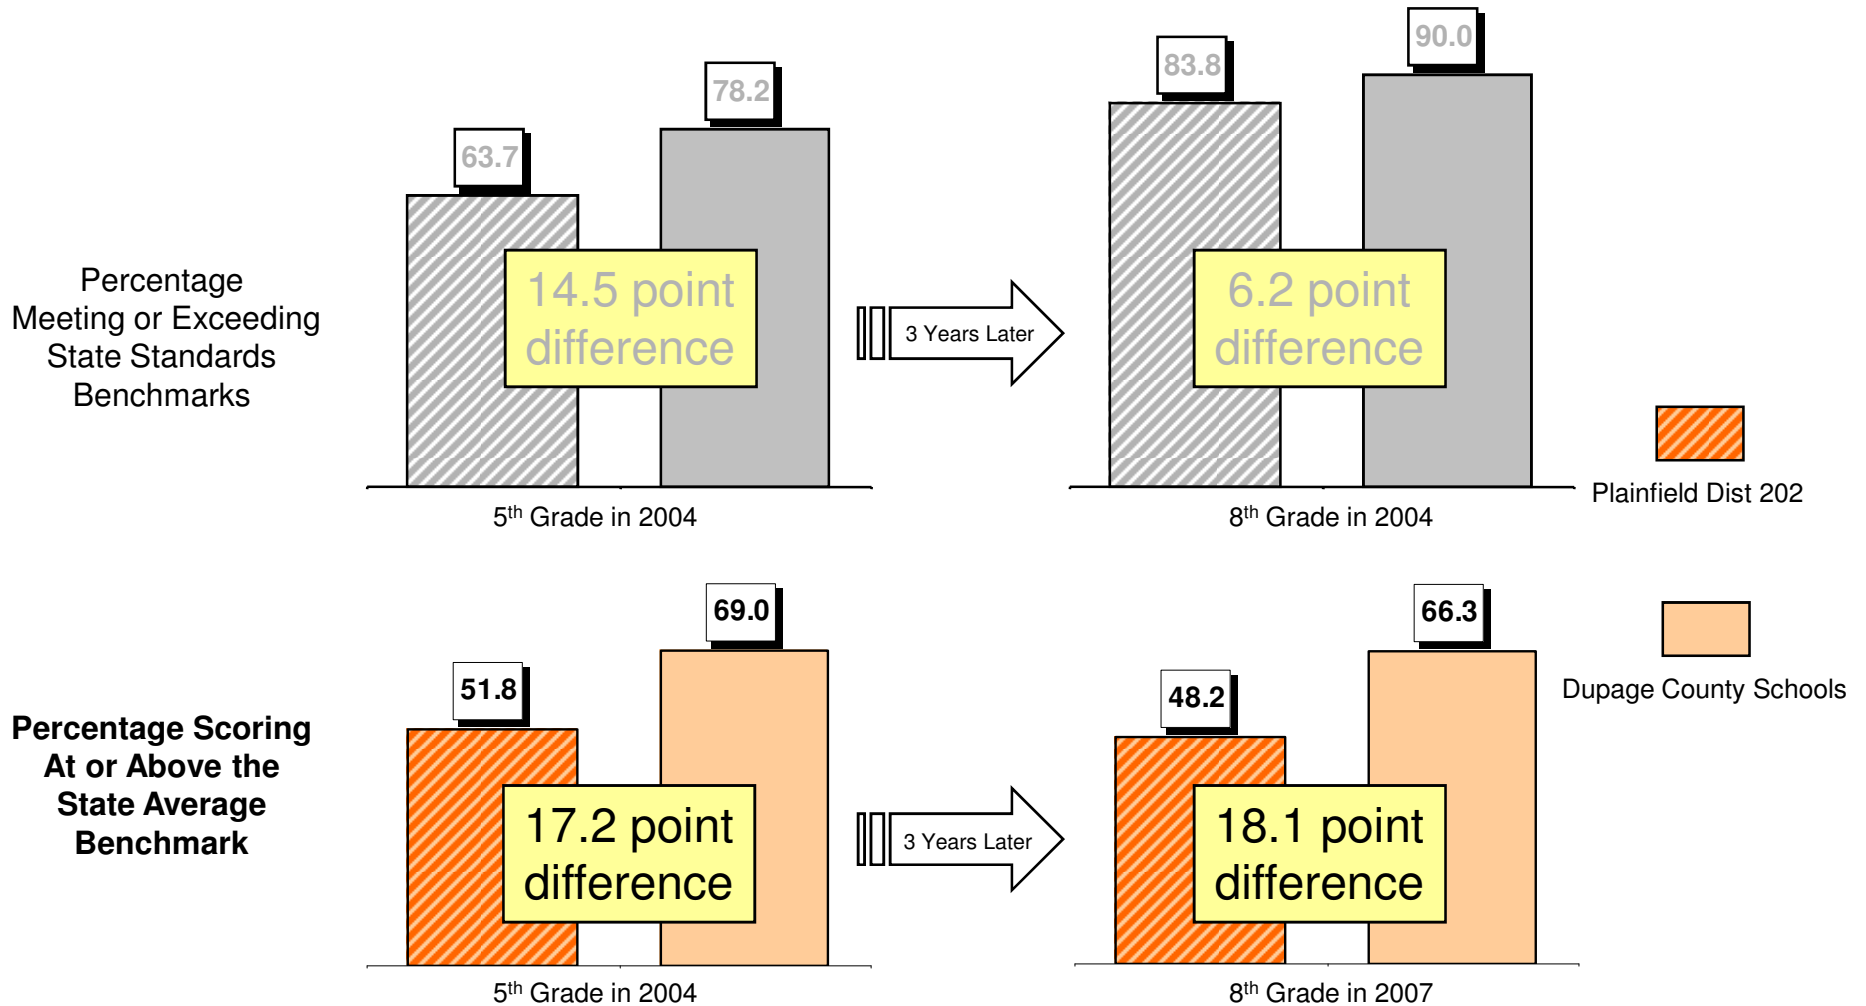 63.7
78.2
83.8
90.0
Percentage
Meeting or Exceeding
State Standards
Benchmarks
14.5 point
difference
3 Years Later
6.2 point
difference
5th Grade in 2004
8th Grade in 2004
Plainfield Dist 202
Dupage County Schools
51.8
69.0
48.2
66.3
Percentage Scoring
At or Above the
State Average
Benchmark
17.2 point
difference
3 Years Later
18.1 point
difference
5th Grade in 2004
8th Grade in 2007